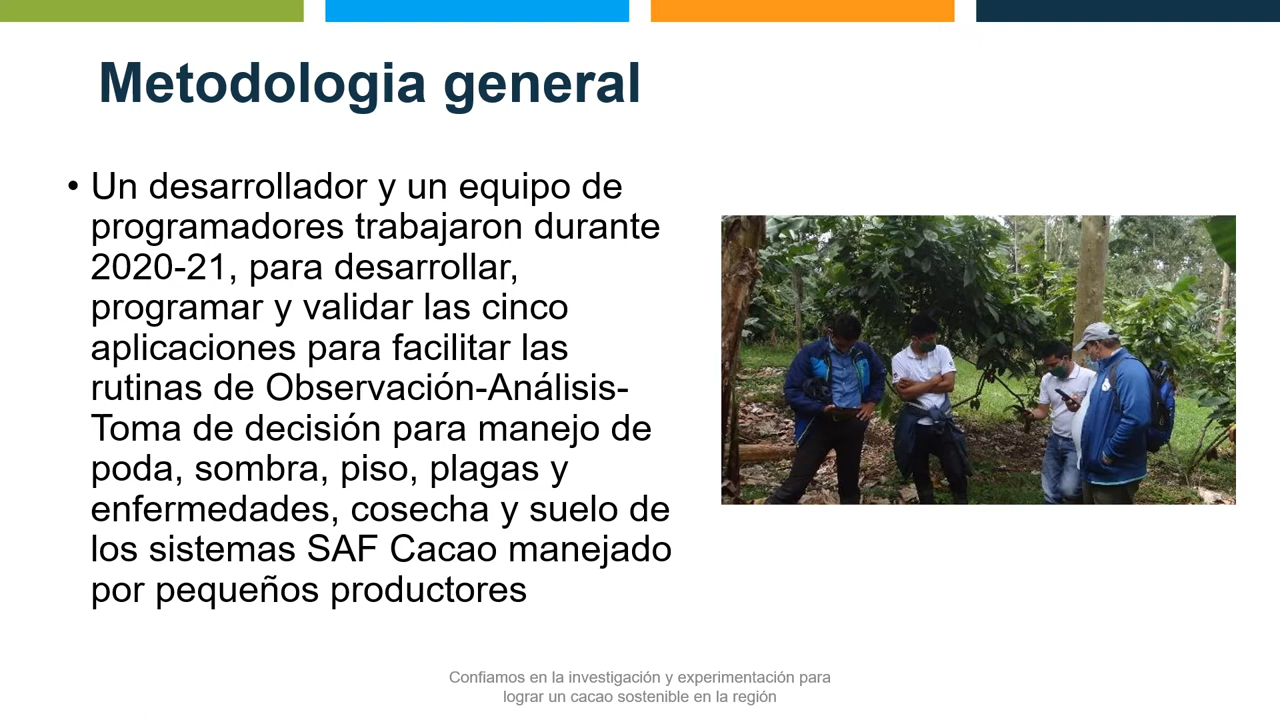 Metodologia general
• Un desarrollador y un equipo de
programadores trabajaron durante
2020-21, para desarrollar,
programar y validar las cinco
aplicaciones para facilitar las
rutinas de Observación-Análisis-
Toma de decisión para manejo de
poda, sombra, piso, plagas y
enfermedades, cosecha y suelo de
los sistemas SAF Cacao manejado
por pequeños productores
Confiamos en la investigación y experimentación para
lograr un cacao sostenible en la región